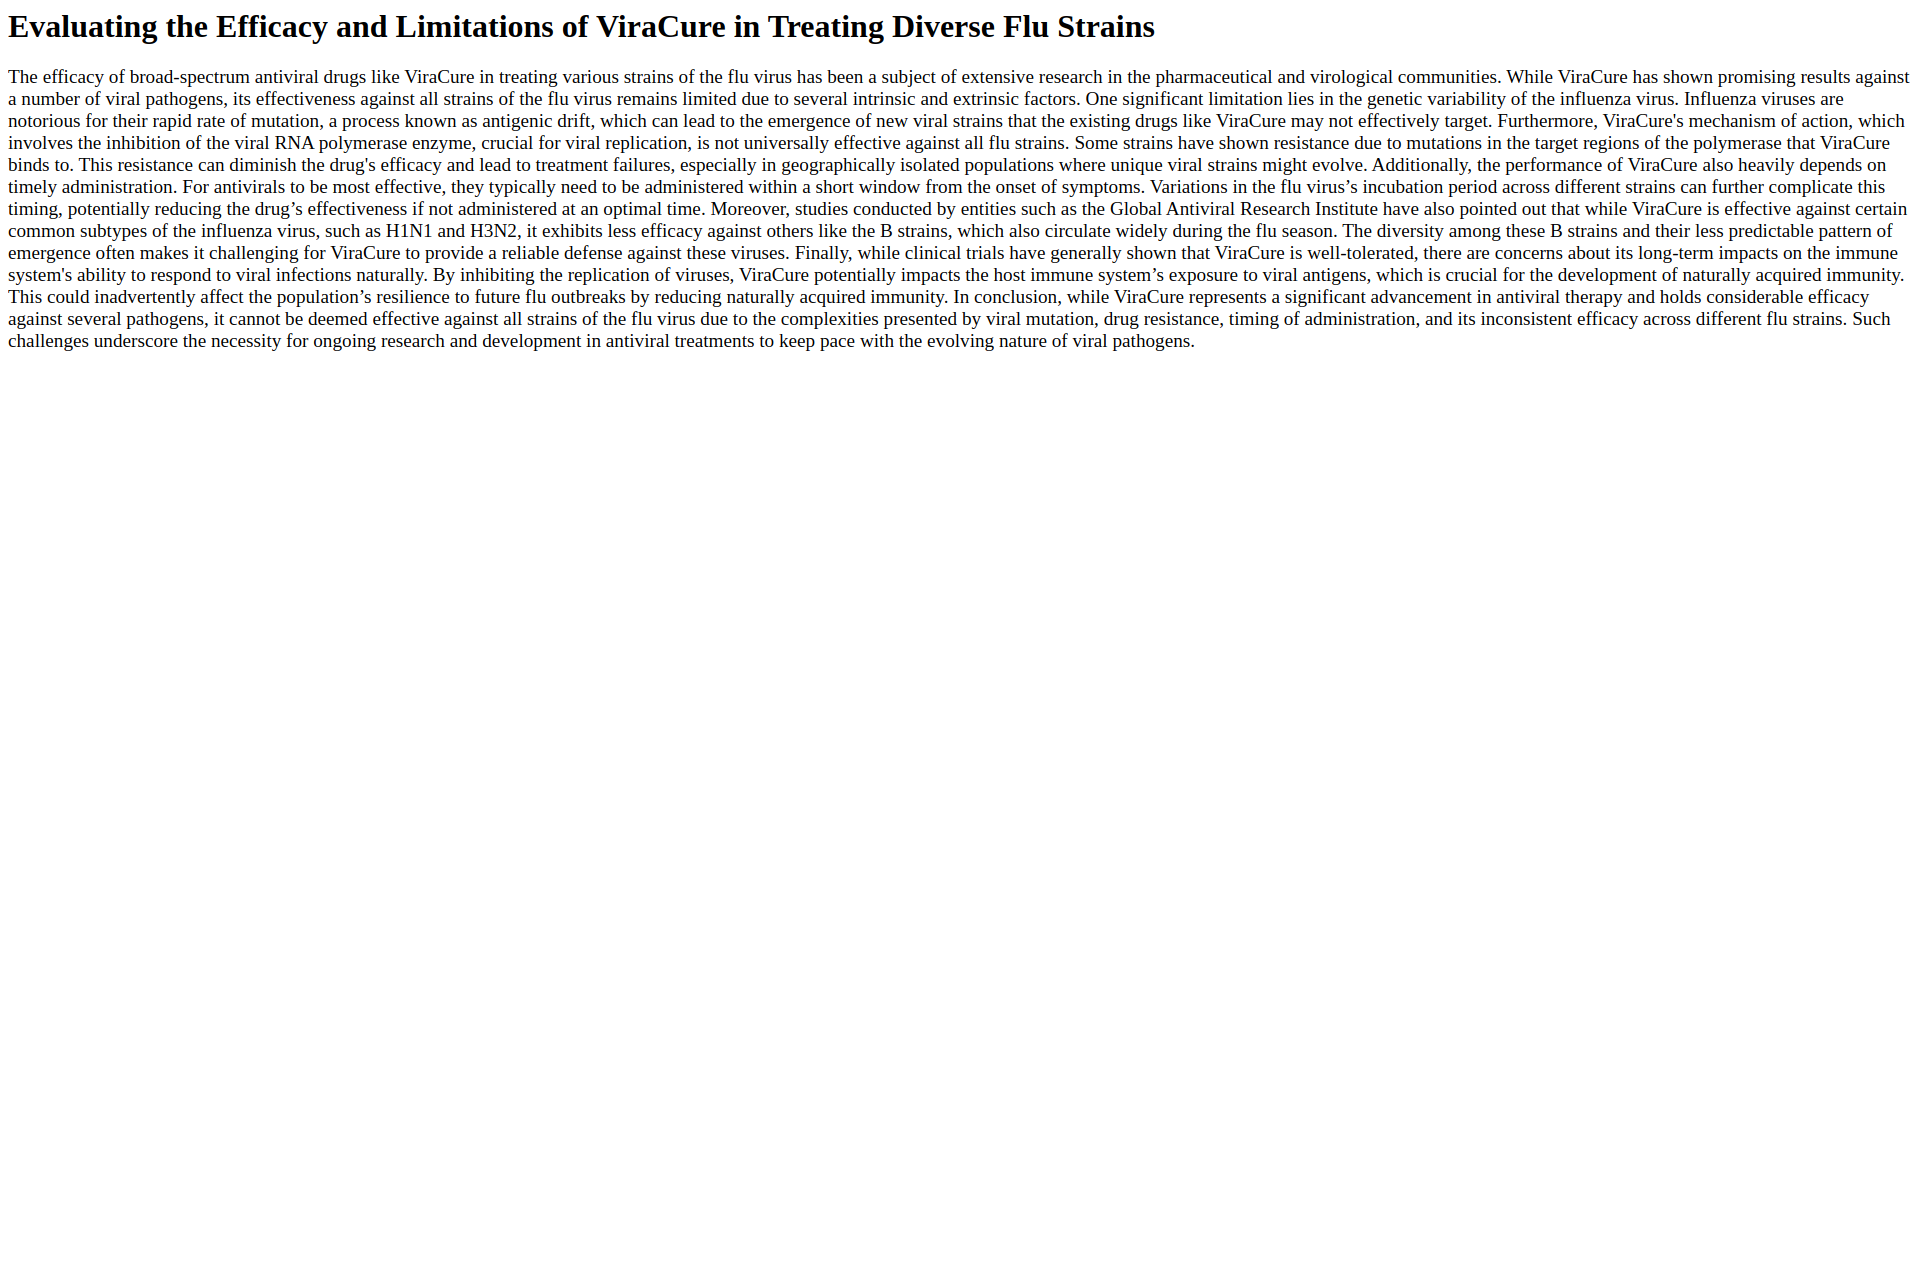 Evaluating the Efficacy and Limitations of ViraCure in Treating Diverse Flu Strains
The efficacy of broad-spectrum antiviral drugs like ViraCure in treating various strains of the flu virus has been a subject of extensive research in the pharmaceutical and virological communities. While ViraCure has shown promising results against
a number of viral pathogens, its effectiveness against all strains of the flu virus remains limited due to several intrinsic and extrinsic factors. One significant limitation lies in the genetic variability of the influenza virus. Influenza viruses are
notorious for their rapid rate of mutation, a process known as antigenic drift, which can lead to the emergence of new viral strains that the existing drugs like ViraCure may not effectively target. Furthermore, ViraCure's mechanism of action, which
involves the inhibition of the viral RNA polymerase enzyme, crucial for viral replication, is not universally effective against all flu strains. Some strains have shown resistance due to mutations in the target regions of the polymerase that ViraCure
binds to. This resistance can diminish the drug's efficacy and lead to treatment failures, especially in geographically isolated populations where unique viral strains might evolve. Additionally, the performance of ViraCure also heavily depends on
timely administration. For antivirals to be most effective, they typically need to be administered within a short window from the onset of symptoms. Variations in the flu virus’s incubation period across different strains can further complicate this
timing, potentially reducing the drug’s effectiveness if not administered at an optimal time. Moreover, studies conducted by entities such as the Global Antiviral Research Institute have also pointed out that while ViraCure is effective against certain
common subtypes of the influenza virus, such as H1N1 and H3N2, it exhibits less efficacy against others like the B strains, which also circulate widely during the flu season. The diversity among these B strains and their less predictable pattern of
emergence often makes it challenging for ViraCure to provide a reliable defense against these viruses. Finally, while clinical trials have generally shown that ViraCure is well-tolerated, there are concerns about its long-term impacts on the immune
system's ability to respond to viral infections naturally. By inhibiting the replication of viruses, ViraCure potentially impacts the host immune system’s exposure to viral antigens, which is crucial for the development of naturally acquired immunity.
This could inadvertently affect the population’s resilience to future flu outbreaks by reducing naturally acquired immunity. In conclusion, while ViraCure represents a significant advancement in antiviral therapy and holds considerable efficacy
against several pathogens, it cannot be deemed effective against all strains of the flu virus due to the complexities presented by viral mutation, drug resistance, timing of administration, and its inconsistent efficacy across different flu strains. Such
challenges underscore the necessity for ongoing research and development in antiviral treatments to keep pace with the evolving nature of viral pathogens.